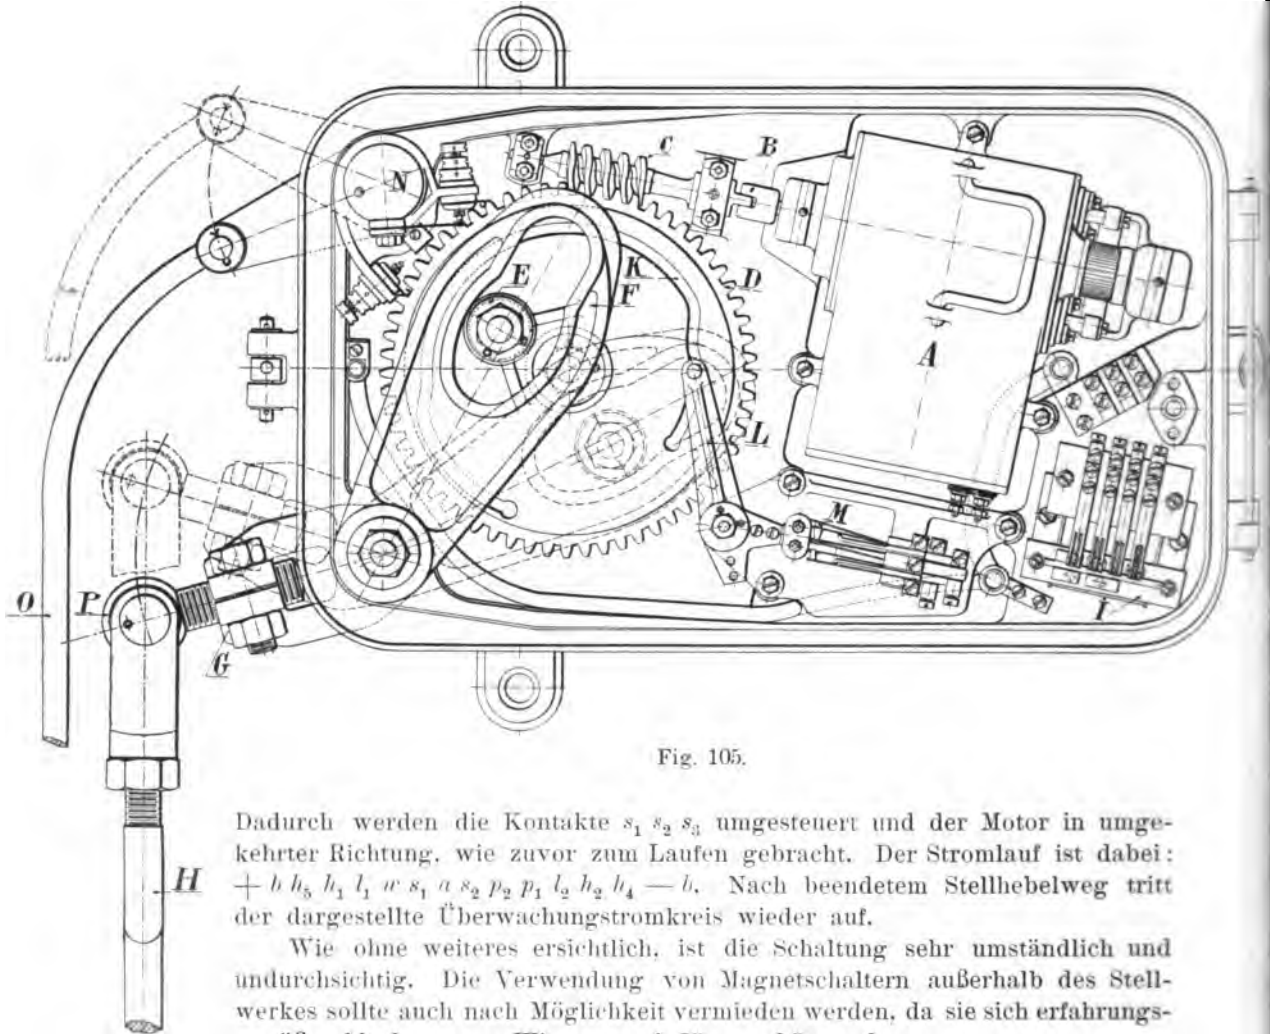 N
C
B
E
K
F
D
A
L
M
O
P
G
I
H
Fig. 105.
Dadurch werden die Kontakte s₁ s₂ s₃ umgesteuert und der Motor in umge-
kehrter Richtung, wie zuvor zum Laufen gebracht. Der Stromlauf ist dabei:
+ b h₅ h₁ l₁ w s₁ a s₂ p₂ p₁ l₂ h₂ h₄ — b. Nach beendetem Stellhebelweg tritt
der dargestellte Überwachungstromkreis wieder auf.
Wie ohne weiteres ersichtlich, ist die Schaltung sehr umständlich und
undurchsichtig. Die Verwendung von Magnetschaltern außerhalb des Stell-
werkes sollte auch nach Möglichkeit vermieden werden, da sie sich erfahrungs-